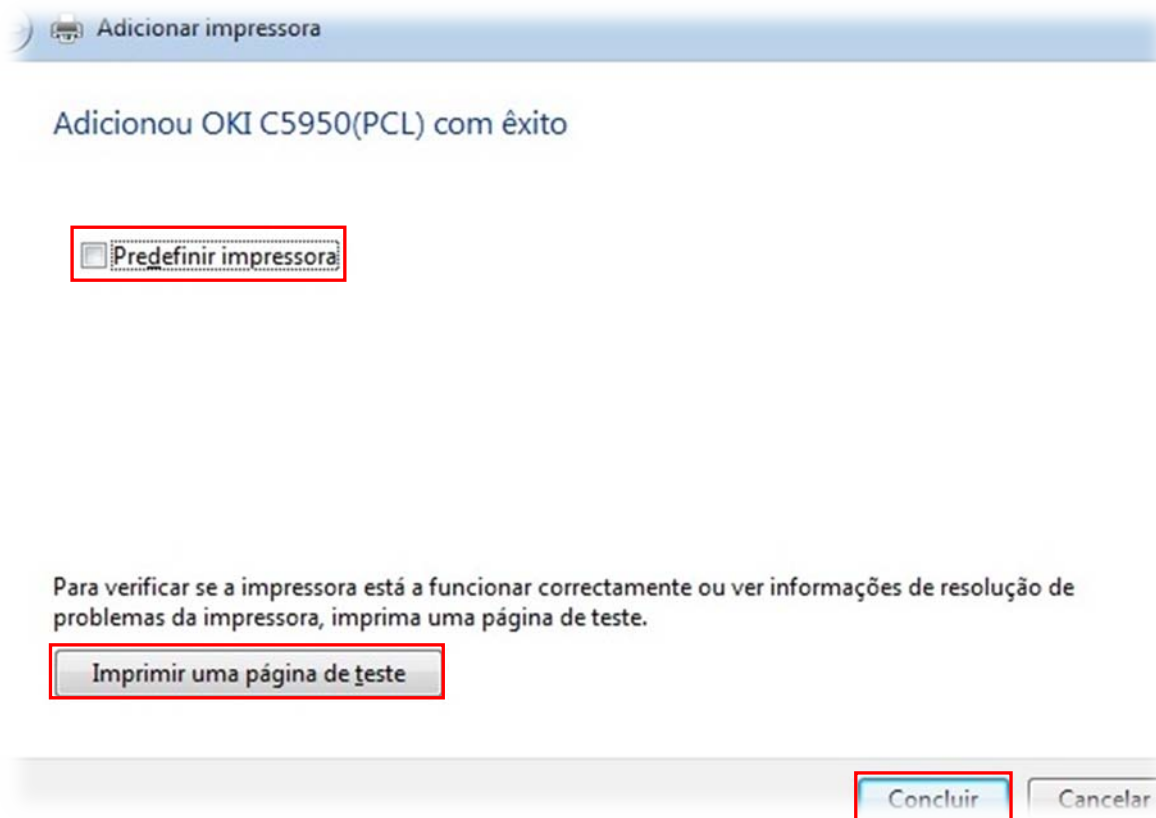 Adicionar impressora
Adicionou OKI C5950(PCL) com êxito
Predefinir impressora
Para verificar se a impressora está a funcionar correctamente ou ver informações de resolução de
problemas da impressora, imprima uma página de teste.
Imprimir uma página de teste
Concluir Cancelar